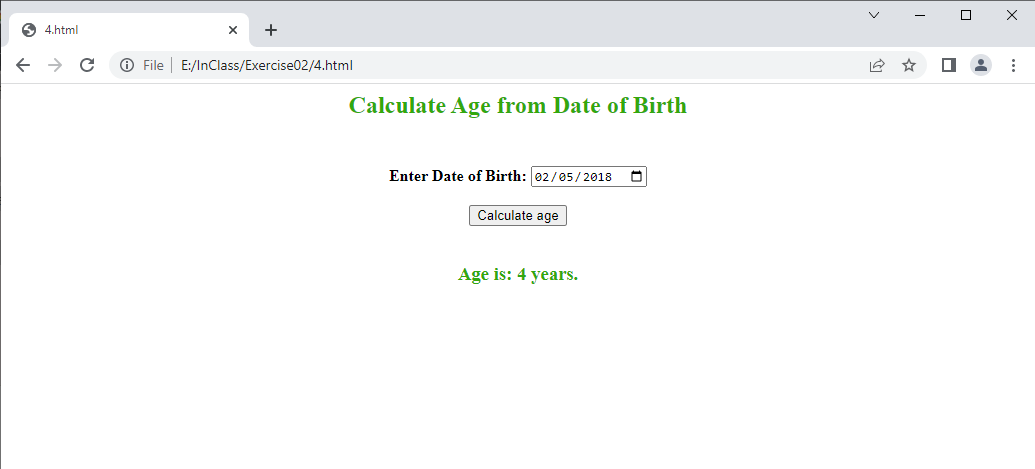 4.html
File E:/InClass/Exercise02/4.html
Calculate Age from Date of Birth
Enter Date of Birth: 02/05/2018
Calculate age
Age is: 4 years.